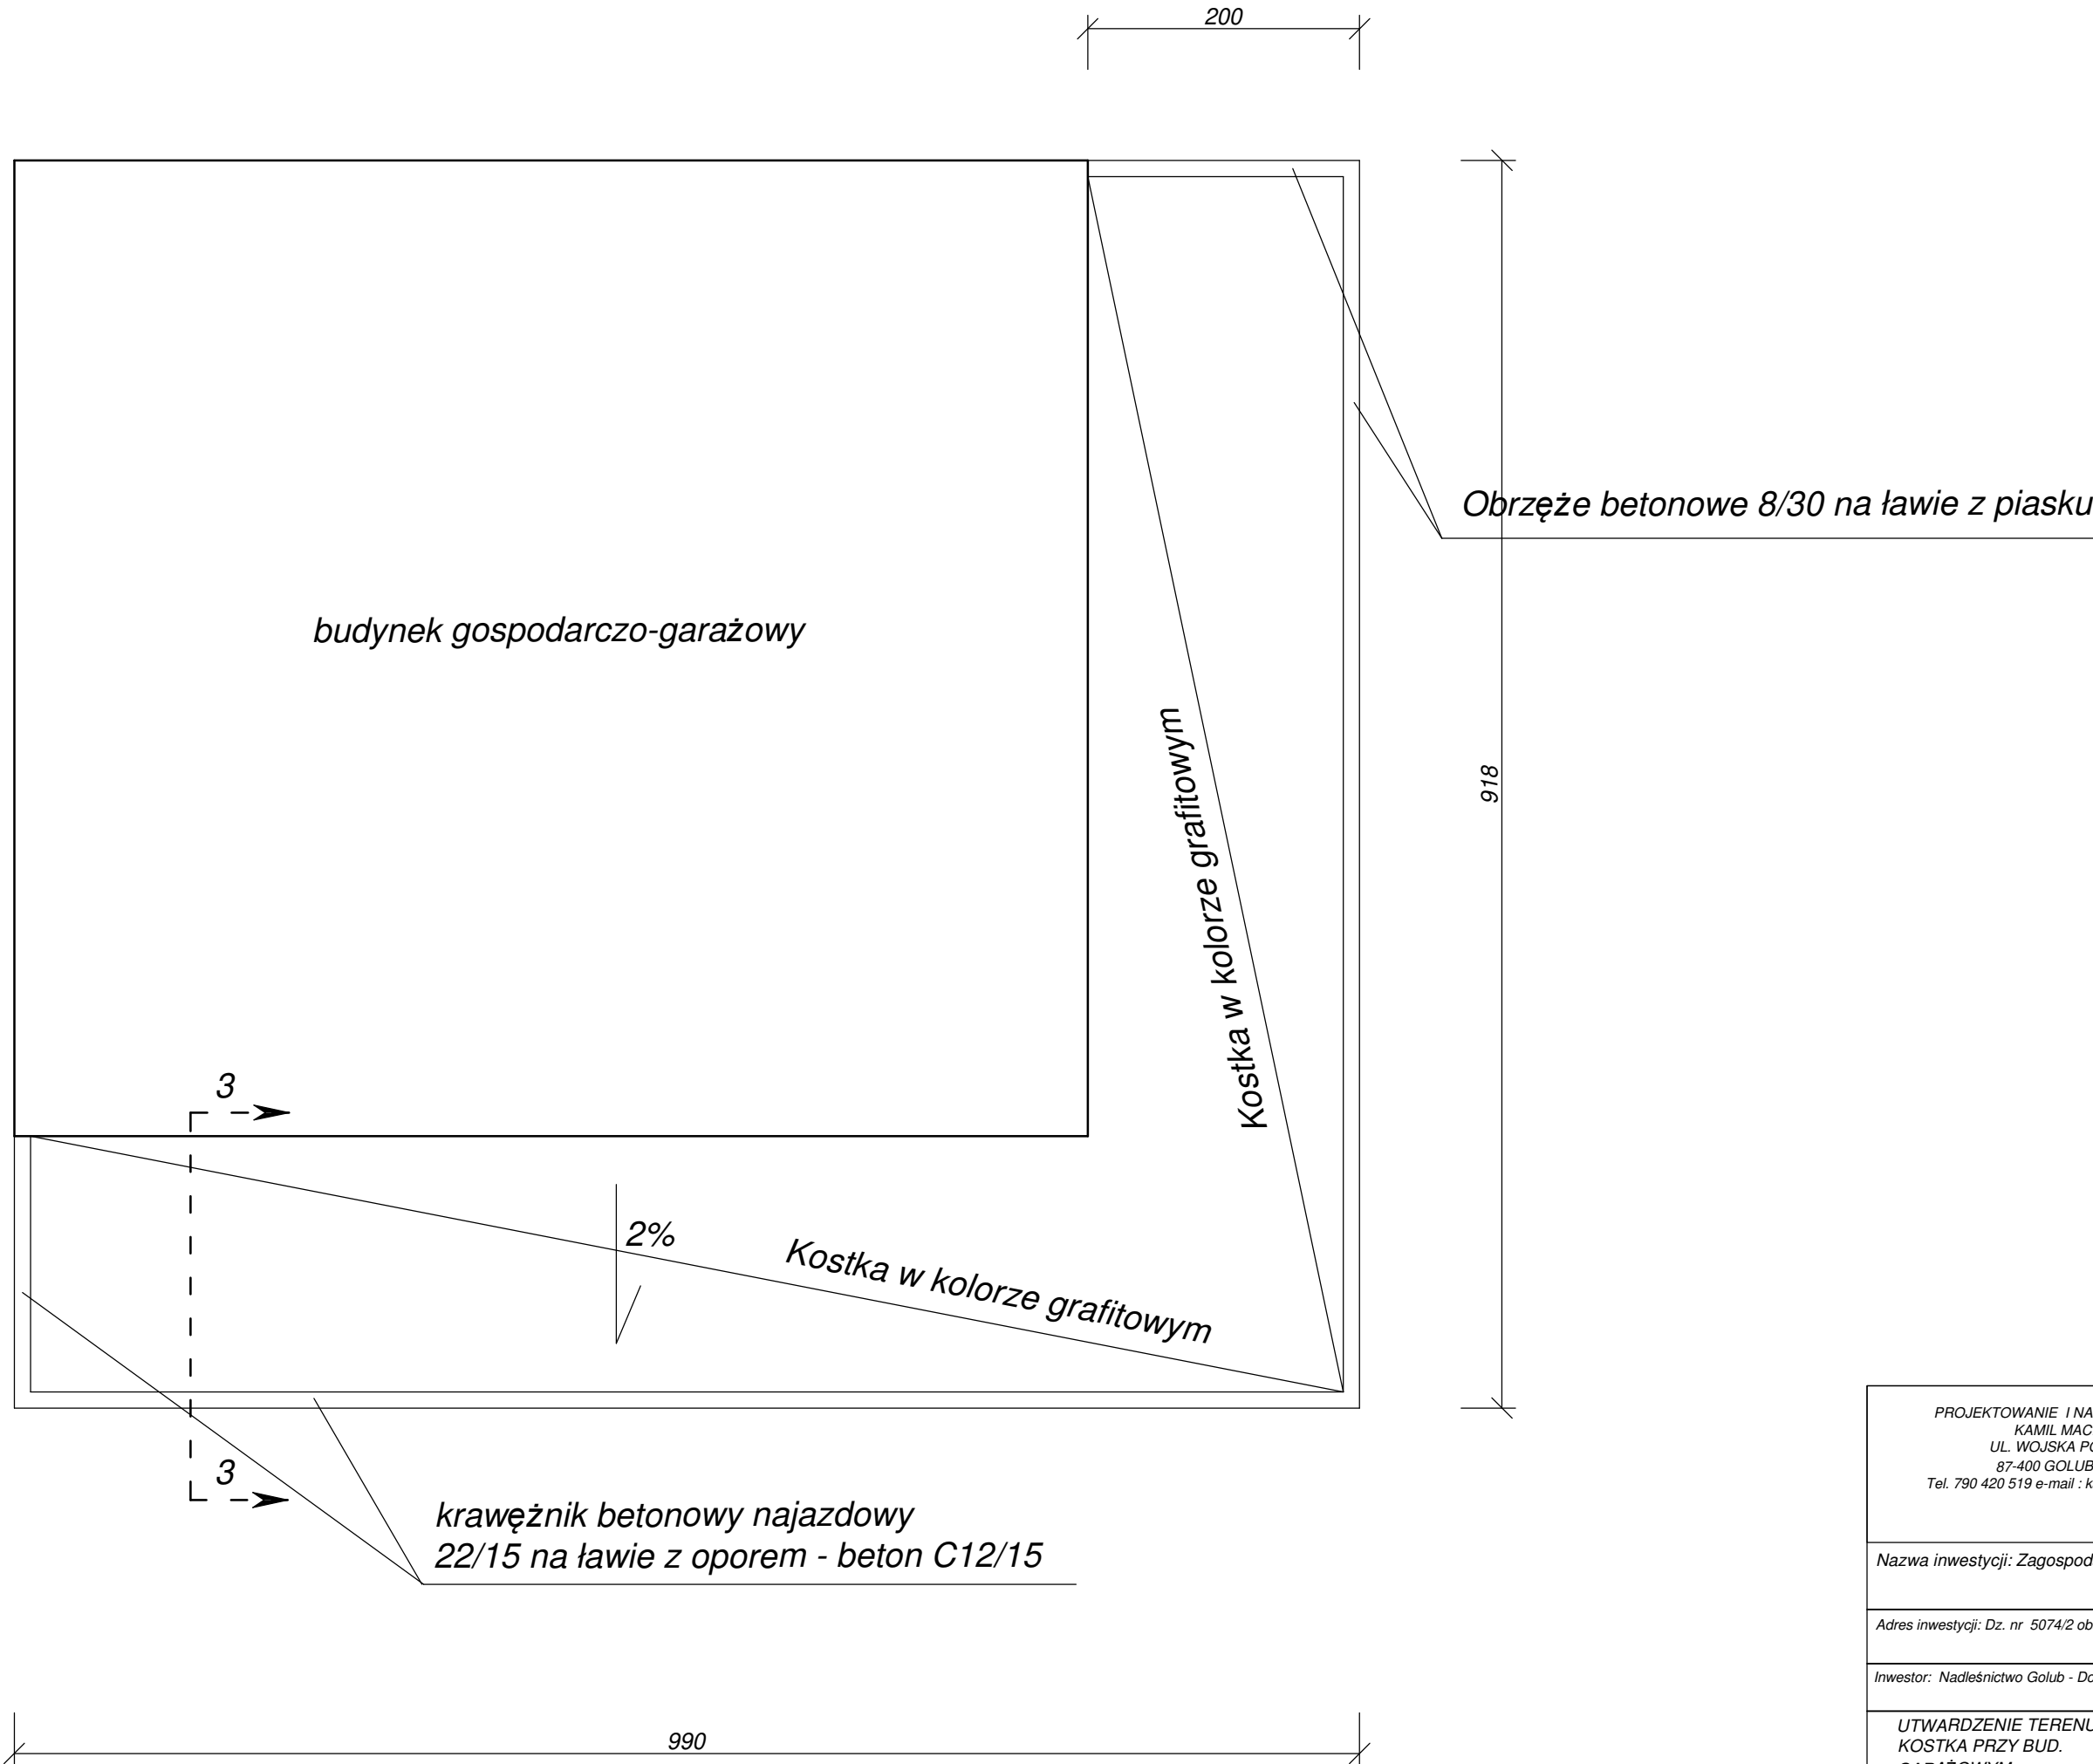 200
Obrzęże betonowe 8/30 na ławie z piasku
budynek gospodarczo-garażowy
Kostka w kolorze grafitowym
918
3
2%
Kostka w kolorze grafitowym
3
krawężnik betonowy najazdowy
22/15 na ławie z oporem - beton C12/15
990
PROJEKTOWANIE I NA
KAMIL MAC
UL. WOJSKA PO
87-400 GOLUB
Tel. 790 420 519 e-mail : k
Nazwa inwestycji: Zagospod
Adres inwestycji: Dz. nr 5074/2 ob
Inwestor: Nadleśnictwo Golub - Do
UTWARDZENIE TERENU
KOSTKA PRZY BUD.